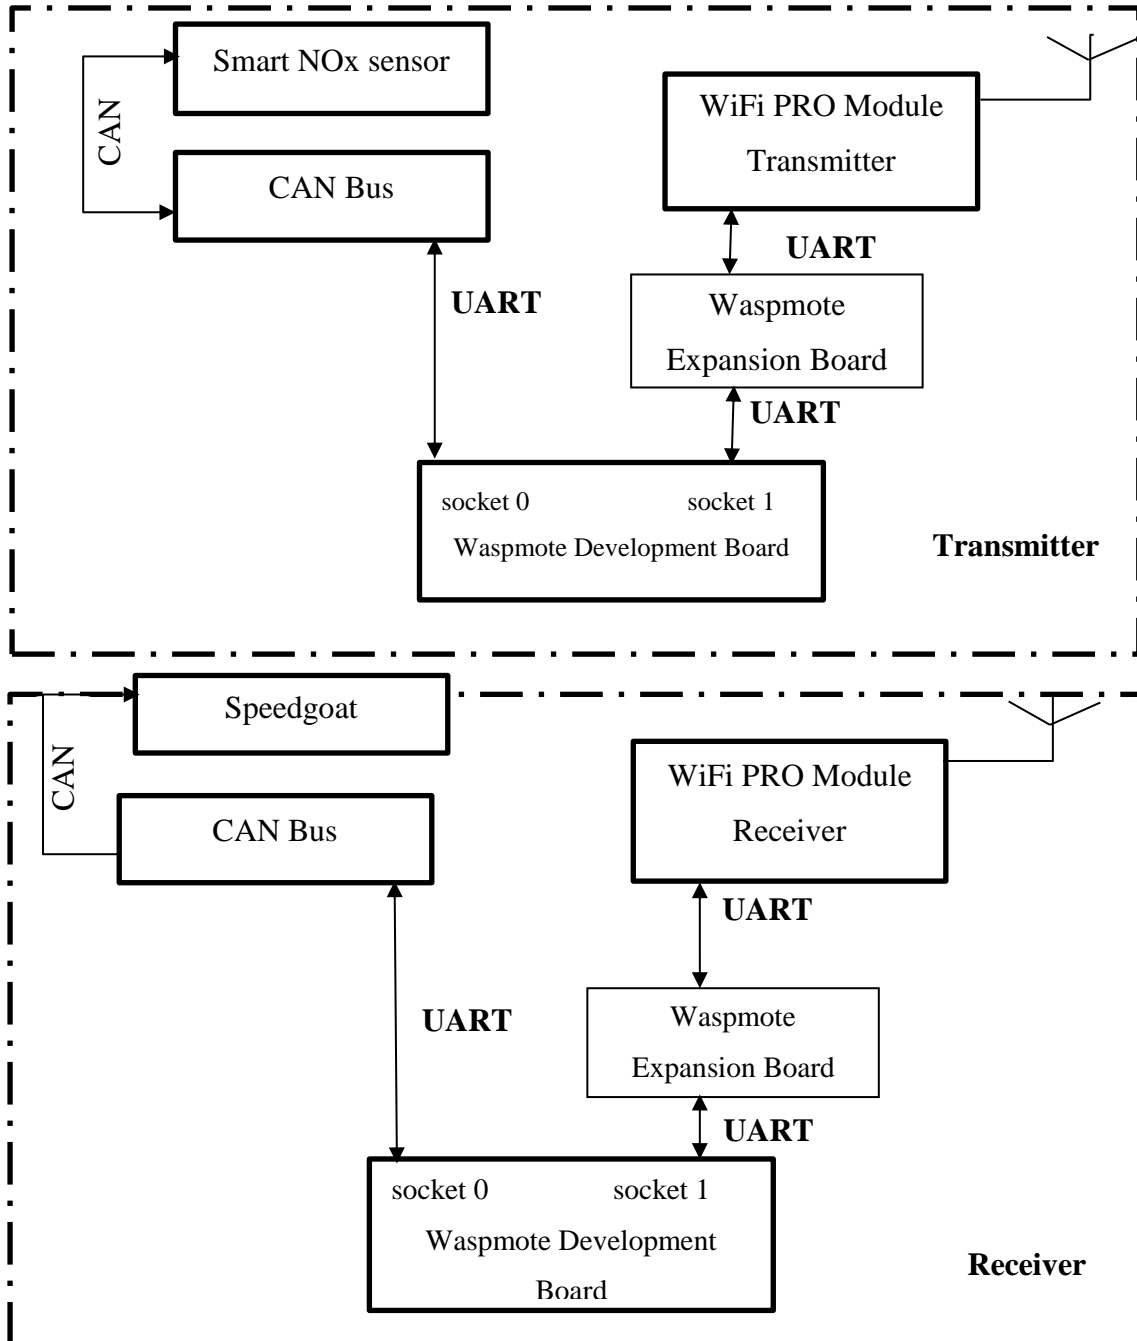 Smart NOx sensor
CAN
CAN Bus
WiFi PRO Module
Transmitter
UART
UART
Waspmote
Expansion Board
UART
socket 0 socket 1
Waspmote Development Board
Transmitter
Speedgoat
CAN
CAN Bus
WiFi PRO Module
Receiver
UART
UART
Waspmote
Expansion Board
UART
socket 0 socket 1
Waspmote Development
Board
Receiver